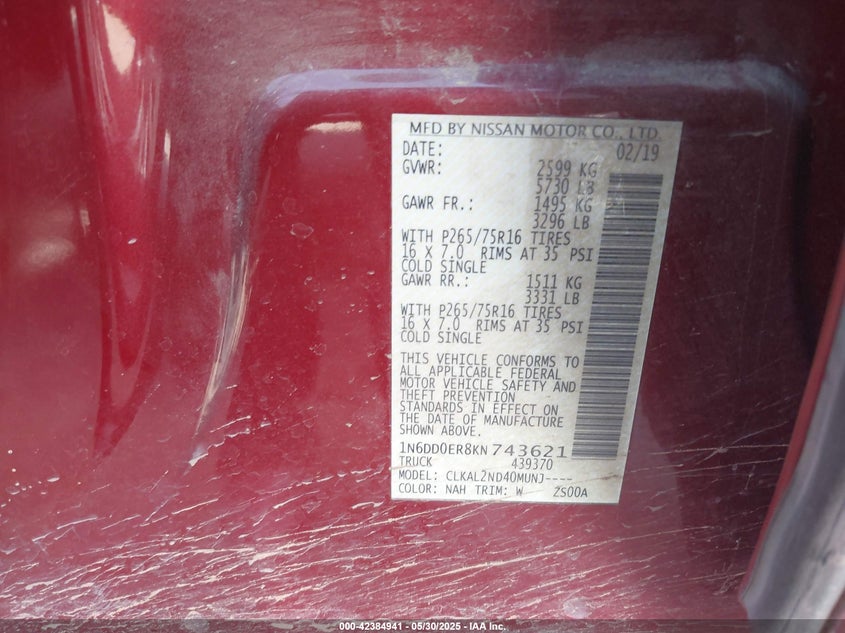 MFD BY NISSAN MOTOR CO., LTD.
DATE: 02/19
GVWR: 2599 KG
5730 LB
GAWR FR.: 1495 KG
3296 LB
WITH P265/75R16 TIRES
16 X 7.0 RIMS AT 35 PSI
COLD SINGLE
GAWR RR.: 1511 KG
3331 LB
WITH P265/75R16 TIRES
16 X 7.0 RIMS AT 35 PSI
COLD SINGLE
THIS VEHICLE CONFORMS TO
ALL APPLICABLE FEDERAL
MOTOR VEHICLE SAFETY AND
THEFT PREVENTION
STANDARDS IN EFFECT ON
THE DATE OF MANUFACTURE
SHOWN ABOVE.
1N6DD0ER8KN743621
TRUCK 439370
MODEL: CLKAL2ND40MUNJ----
COLOR: NAH TRIM: W 2S00A
000-42384941 - 05/30/2025 - IAA Inc.